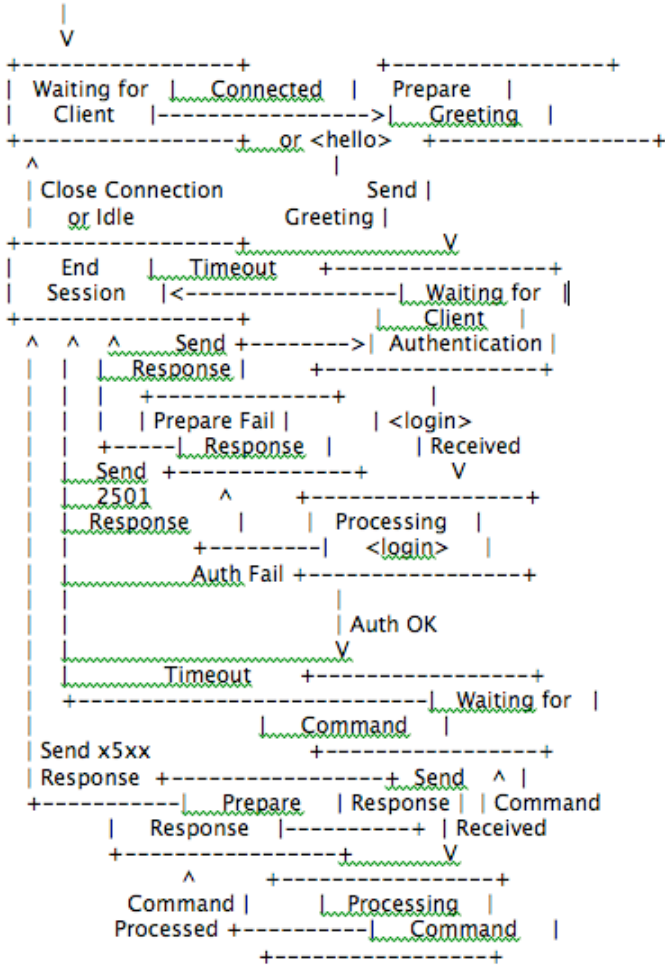 |
V
+-----------------+ +-----------------+
| Waiting for | Connected | Prepare |
| Client |----------------->| Greeting |
+-----------------+ or <hello> +-----------------+
^ |
| Close Connection Send |
| or Idle Greeting |
+-----------------+ V
| End | Timeout +-----------------+
| Session |<-----------------| Waiting for |
+-----------------+ | Client |
^ ^ ^ Send +-------->| Authentication |
| | | Response | +-----------------+
| | | +--------------+ |
| | | | Prepare Fail | | <login>
| | +-----| Response | | Received
| | Send +--------------+ V
| | 2501 ^ +-----------------+
| | Response | | Processing |
| | +---------| <login> |
| | Auth Fail +-----------------+
| | |
| | | Auth OK
| | V
| | Timeout +-----------------+
| +----------------------------| Waiting for |
| | Command |
| Send x5xx +-----------------+
| Response +-----------------+ Send ^ |
+-----------| Prepare | Response | | Command
| Response |----------+ | Received
+-----------------+ V
^ +-----------------+
Command | | Processing |
Processed +----------| Command |
+-----------------+